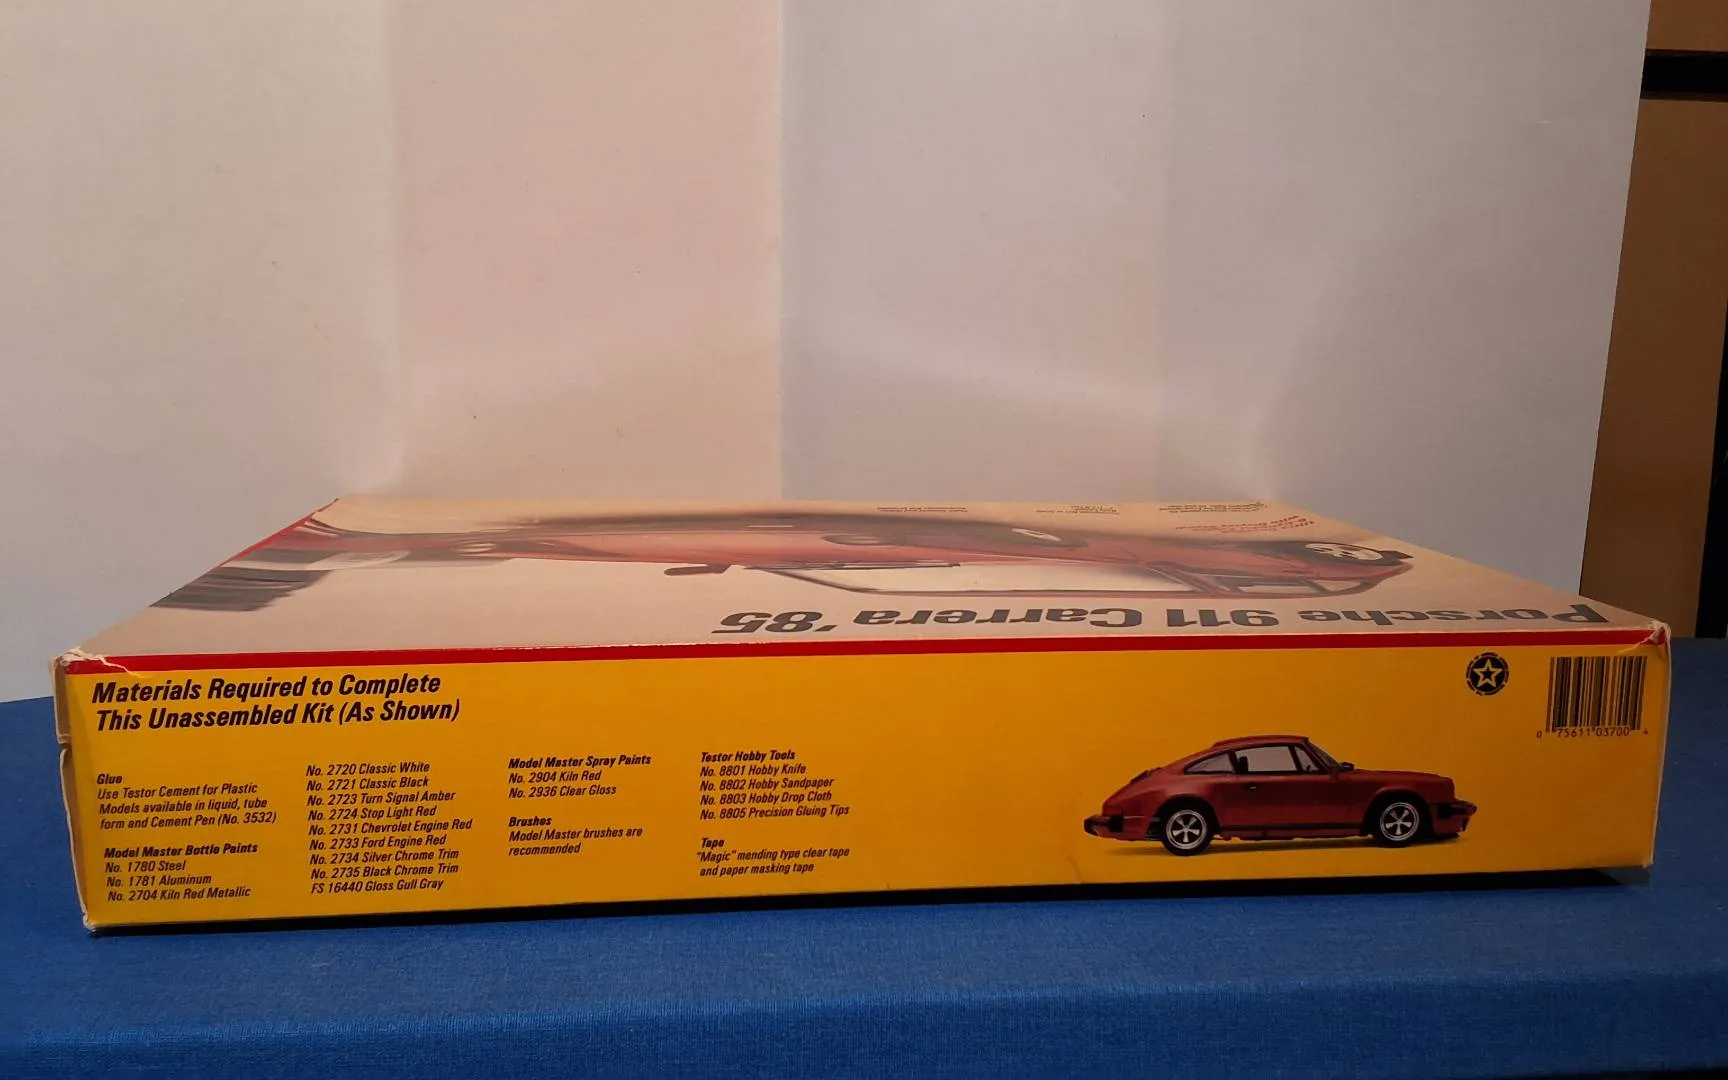 Porsche 911 Carrera '85
Materials Required to Complete
This Unassembled Kit (As Shown)
Glue
Use Testor Cement for Plastic
Models available in liquid, tube
form and Cement Pen (No. 3532)
Model Master Bottle Paints
No. 1780 Steel
No. 1781 Aluminum
No. 2704 Kiln Red Metallic
No. 2720 Classic White
No. 2721 Classic Black
No. 2723 Turn Signal Amber
No. 2724 Stop Light Red
No. 2731 Chevrolet Engine Red
No. 2733 Ford Engine Red
No. 2734 Silver Chrome Trim
No. 2735 Black Chrome Trim
FS 16440 Gloss Gull Gray
Model Master Spray Paints
No. 2904 Kiln Red
No. 2936 Clear Gloss
Brushes
Model Master brushes are
recommended
Testor Hobby Tools
No. 8801 Hobby Knife
No. 8802 Hobby Sandpaper
No. 8803 Hobby Drop Cloth
No. 8805 Precision Gluing Tips
Tape
"Magic" mending type clear tape
and paper masking tape
0 75611 03700 4